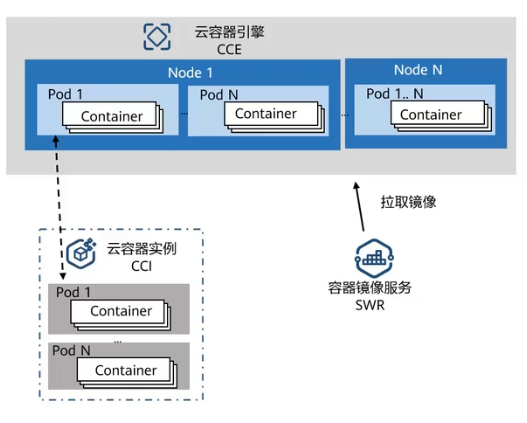 云容器引擎
CCE
Node 1
Node N
Pod 1
Pod N
Pod 1.. N
Container
Container
Container
...
...
拉取镜像
云容器实例
CCI
容器镜像服务
SWR
Pod 1
Container
...
Pod N
Container